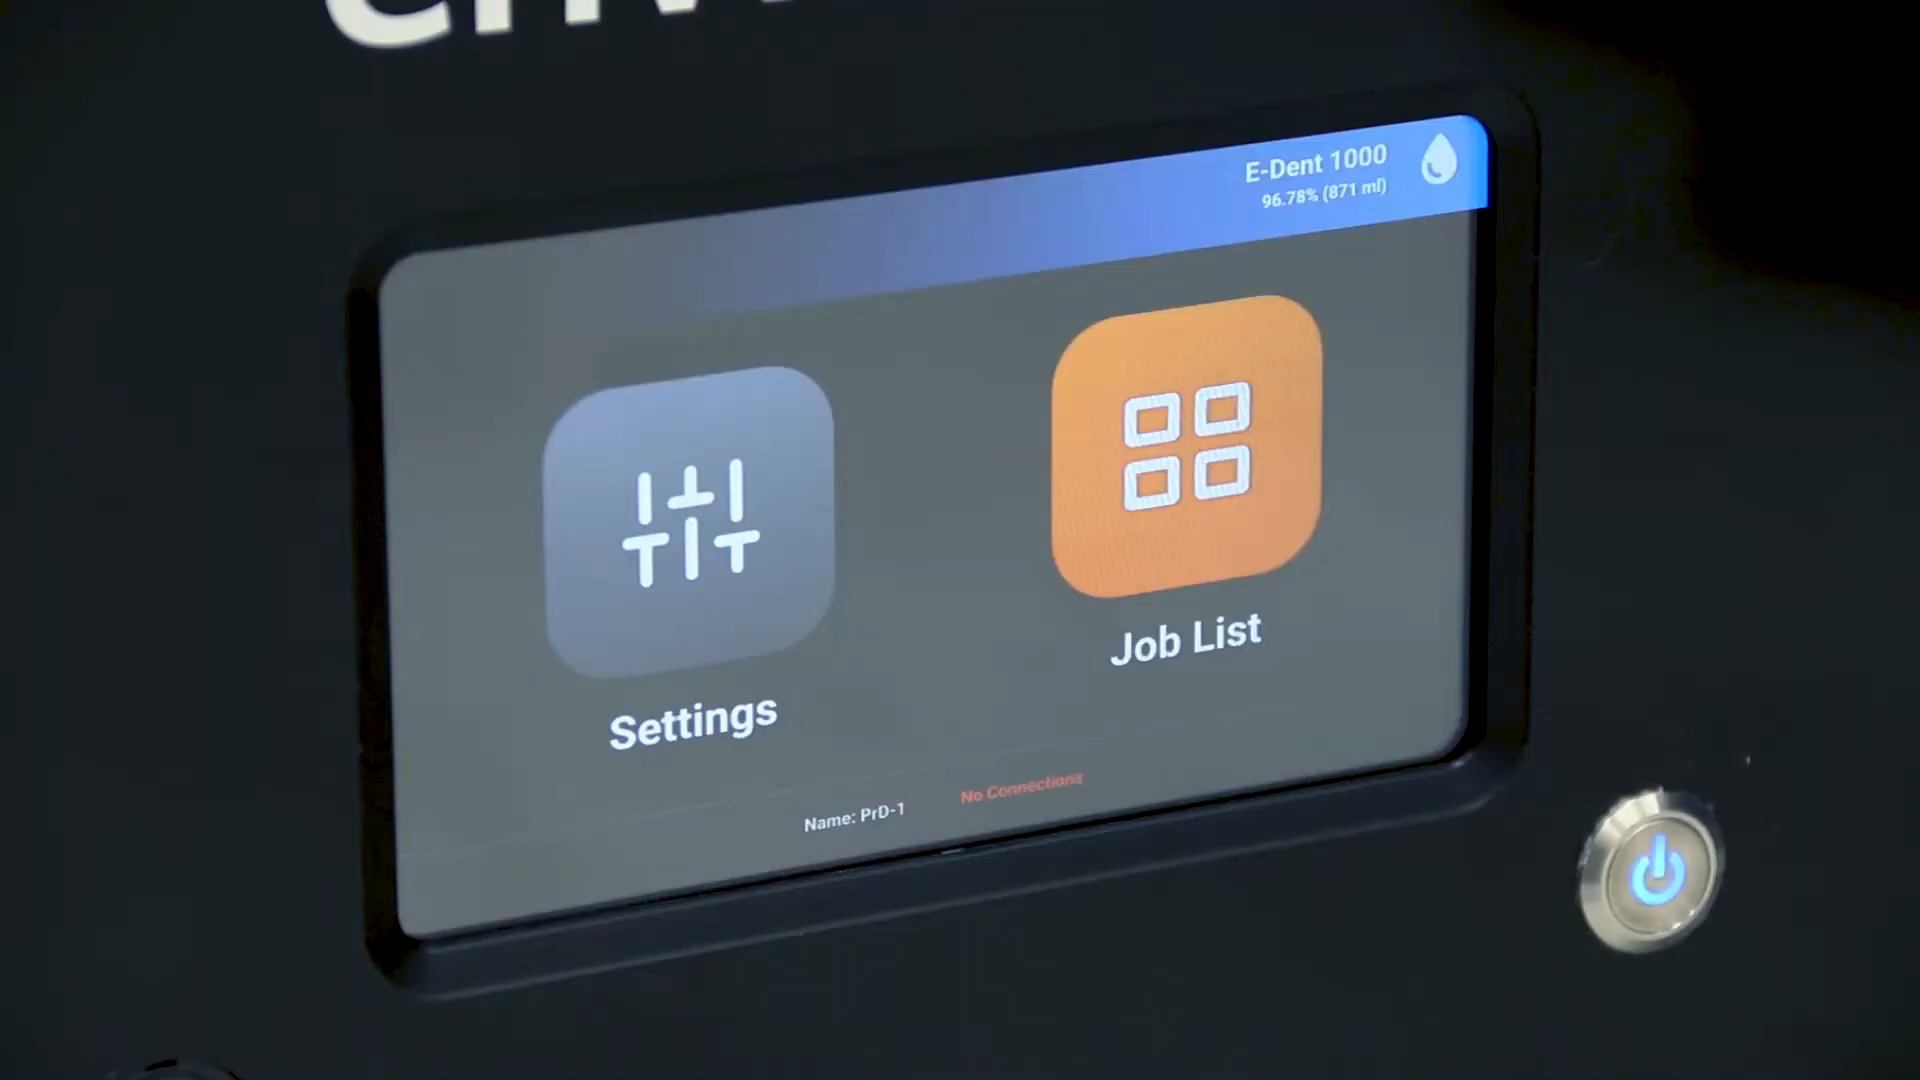 E-Dent 1000
96.78% (871 ml)
Job List
Settings
Name: PrD-1
No Connections